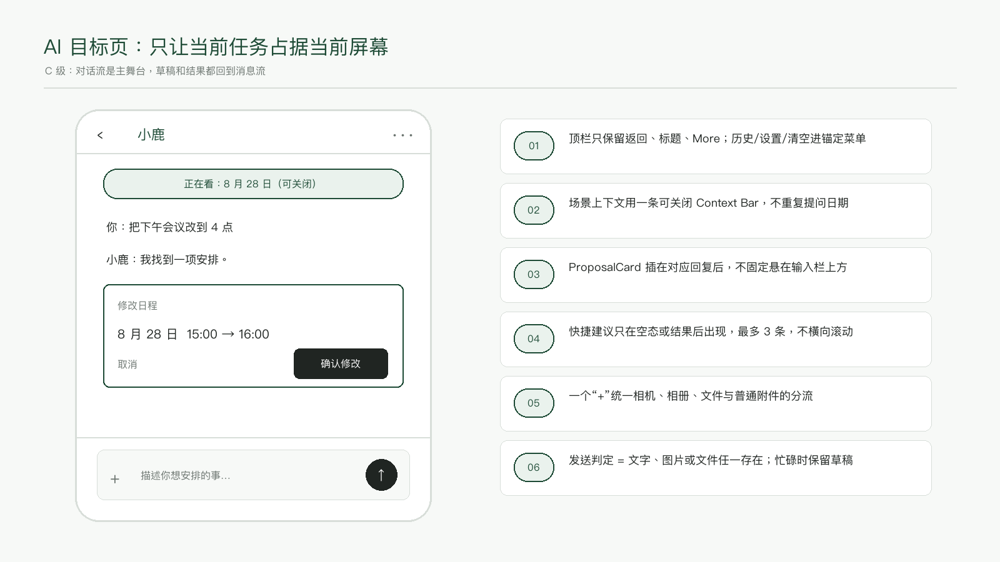 AI 目标页：只让当前任务占据当前屏幕
C 级：对话流是主舞台，草稿和结果都回到消息流
< 小鹿 ···
正在看：8 月 28 日（可关闭）
你：把下午会议改到 4 点
小鹿：我找到一项安排。
修改日程
8 月 28 日 15:00 → 16:00
取消 确认修改
+ 描述你想安排的事... ↑
01 顶栏只保留返回、标题、More；历史/设置/清空进锚定菜单
02 场景上下文用一条可关闭 Context Bar，不重复提问日期
03 ProposalCard 插在对应回复后，不固定悬在输入栏上方
04 快捷建议只在空态或结果后出现，最多 3 条，不横向滚动
05 一个“+”统一相机、相册、文件与普通附件的分流
06 发送判定 = 文字、图片或文件任一存在；忙碌时保留草稿